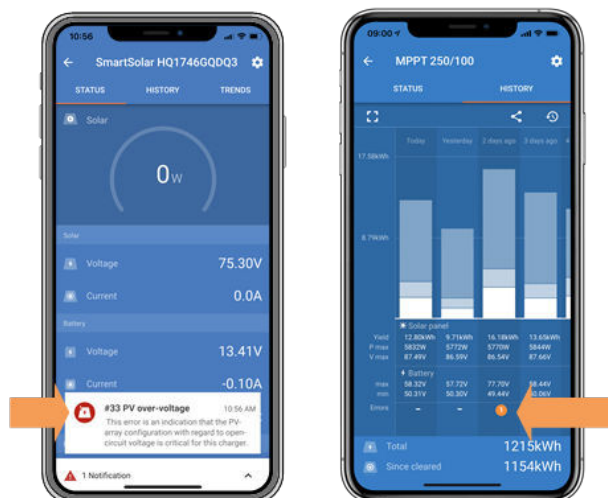 10:56
SmartSolar HQ1746GQDQ3
STATUS HISTORY TRENDS
Solar
0w
Solar
Voltage 75.30V
Current 0.0A
Battery
Voltage 13.41V
Current -0.10A
#33 PV over-voltage 10:56 AM
This error is an indication that the PV-
array configuration with regard to open-
circuit voltage is critical for this charger.
1 Notification
09:00
MPPT 250/100
STATUS HISTORY
Today Yesterday 2 days ago 3 days ago 4
17.58kWh
8.79kWh
Solar panel
Yield 12.80kWh 9.71kWh 16.18kWh 13.65kWh
P max 5832W 5772W 5770W 5844W
V max 87.49V 86.59V 86.54V 87.66V
Battery
max 58.32V 57.72V 77.70V 58.44V
min 50.31V 50.30V 49.44V
Errors – – 1
Total 1215kWh
Since cleared 1154kWh